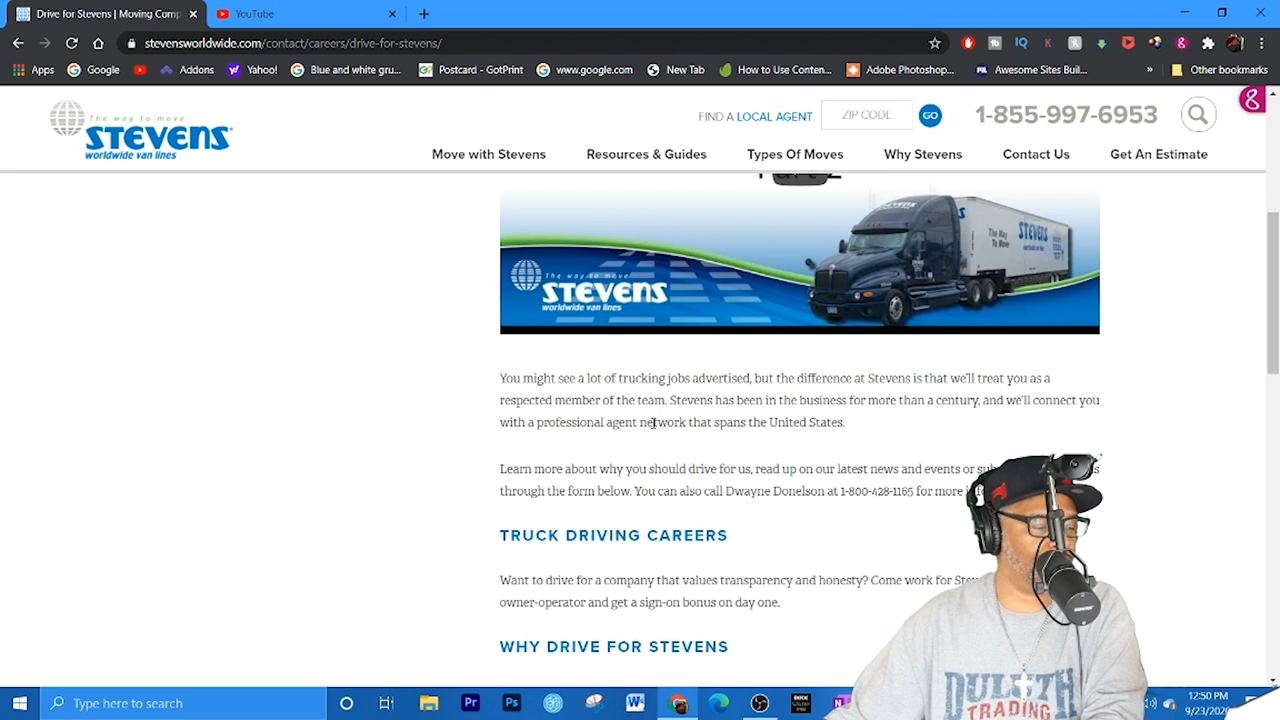 Drive for Stevens | Moving Comp
YouTube
stevensworldwide.com/contact/careers/drive-for-stevens/
Apps
Google
Addons
Yahoo!
Blue and white gru...
Postcard - GotPrint
www.google.com
New Tab
How to Use Conten...
Adobe Photoshop...
Awesome Sites Buil...
»
Other bookmarks
The way to move
STEVENS
worldwide van lines
FIND A LOCAL AGENT
ZIP CODE
GO
1-855-997-6953
Move with Stevens
Resources & Guides
Types Of Moves
Why Stevens
Contact Us
Get An Estimate
The way to move
STEVENS
worldwide van lines
The Way
To Move
STEVENS
You might see a lot of trucking jobs advertised, but the difference at Stevens is that we'll treat you as a
respected member of the team. Stevens has been in the business for more than a century, and we'll connect you
with a professional agent network that spans the United States.
Learn more about why you should drive for us, read up on our latest news and events or
through the form below. You can also call Dwayne Donelson at 1-800-428-1165 for more
TRUCK DRIVING CAREERS
Want to drive for a company that values transparency and honesty? Come work for
owner-operator and get a sign-on bonus on day one.
WHY DRIVE FOR STEVENS
DULUTH
TRADING
Type here to search
12:50 PM